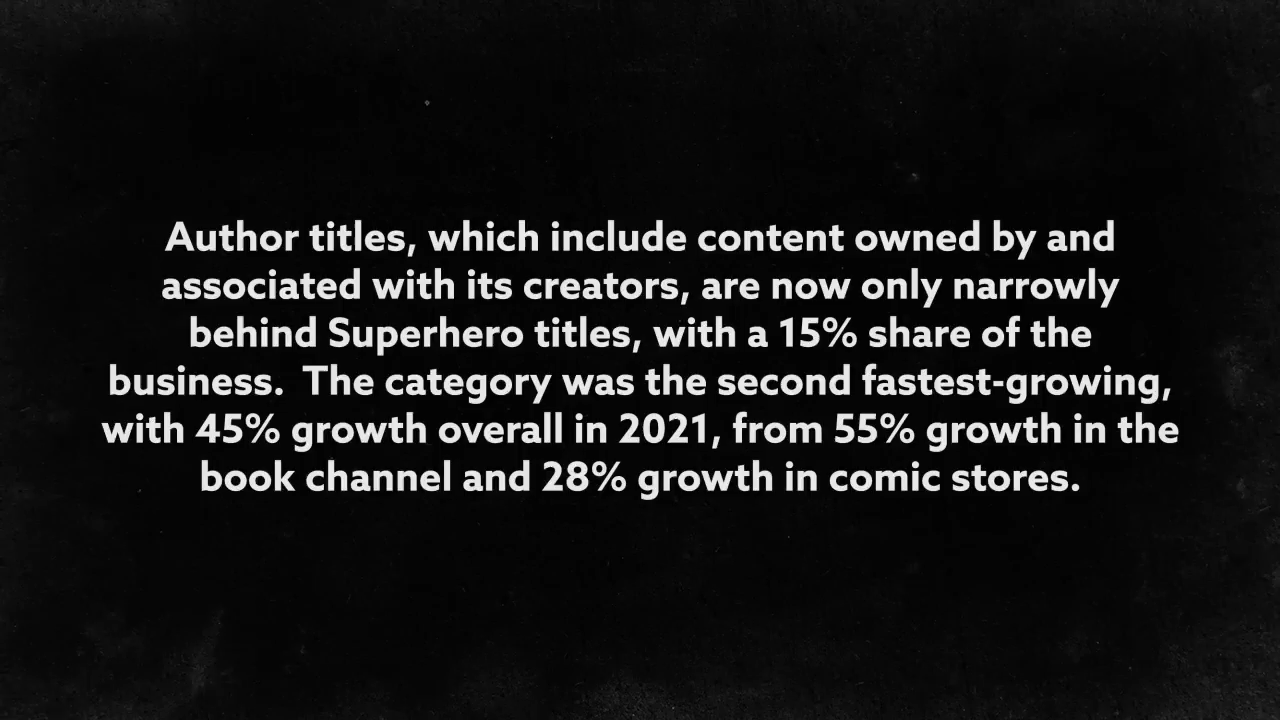 Author titles, which include content owned by and
associated with its creators, are now only narrowly
behind Superhero titles, with a 15% share of the
business.  The category was the second fastest-growing,
with 45% growth overall in 2021, from 55% growth in the
book channel and 28% growth in comic stores.